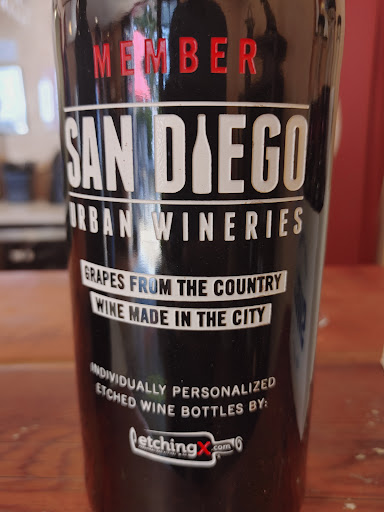 MEMBER
SAN DIEGO
URBAN WINERIES
GRAPES FROM THE COUNTRY
WINE MADE IN THE CITY
INDIVIDUALLY PERSONALIZED
ETCHED WINE BOTTLES BY:
etchingX.com